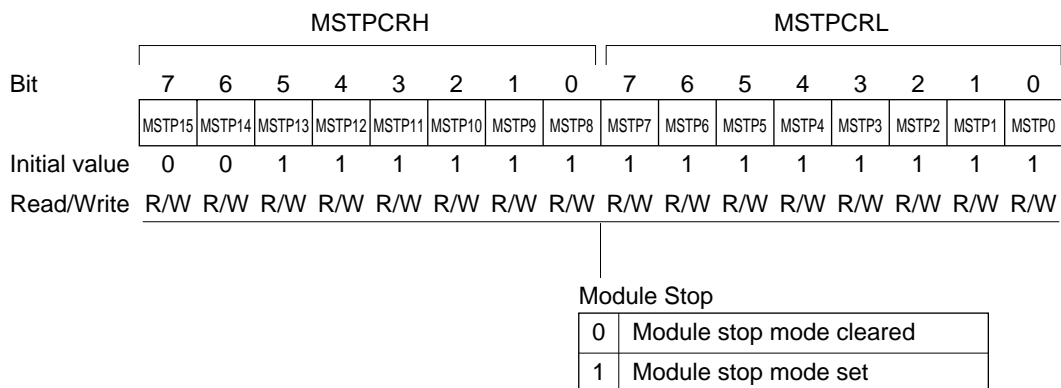 MSTPCRH MSTPCRL
Bit 7 6 5 4 3 2 1 0 7 6 5 4 3 2 1 0
MSTP15 MSTP14 MSTP13 MSTP12 MSTP11 MSTP10 MSTP9 MSTP8 MSTP7 MSTP6 MSTP5 MSTP4 MSTP3 MSTP2 MSTP1 MSTP0
Initial value 0 0 1 1 1 1 1 1 1 1 1 1 1 1 1 1
Read/Write R/W R/W R/W R/W R/W R/W R/W R/W R/W R/W R/W R/W R/W R/W R/W R/W
Module Stop
0 Module stop mode cleared
1 Module stop mode set